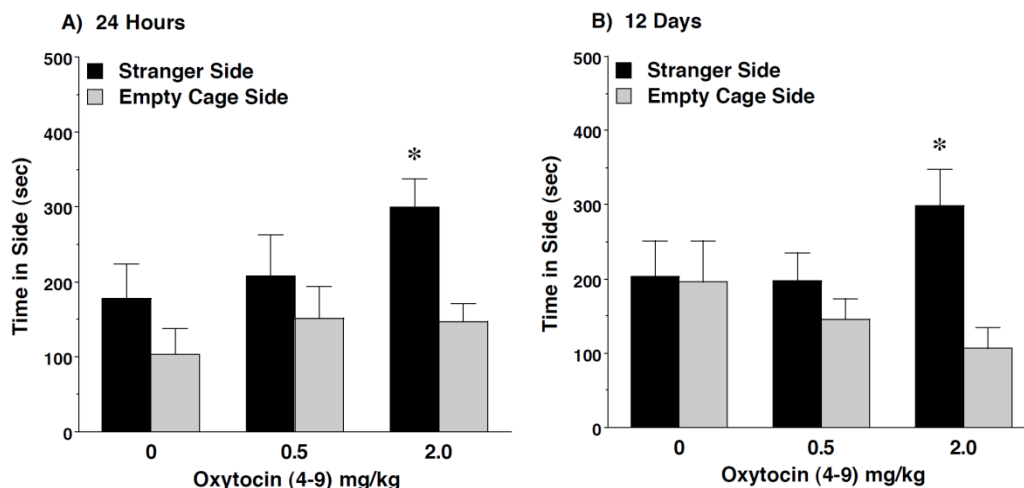 A) 24 Hours
500
400
300
200
100
0
Time in Side (sec)
Stranger Side
Empty Cage Side
*
0 0.5 2.0
Oxytocin (4-9) mg/kg
B) 12 Days
500
400
300
200
100
0
Time in Side (sec)
Stranger Side
Empty Cage Side
*
0 0.5 2.0
Oxytocin (4-9) mg/kg